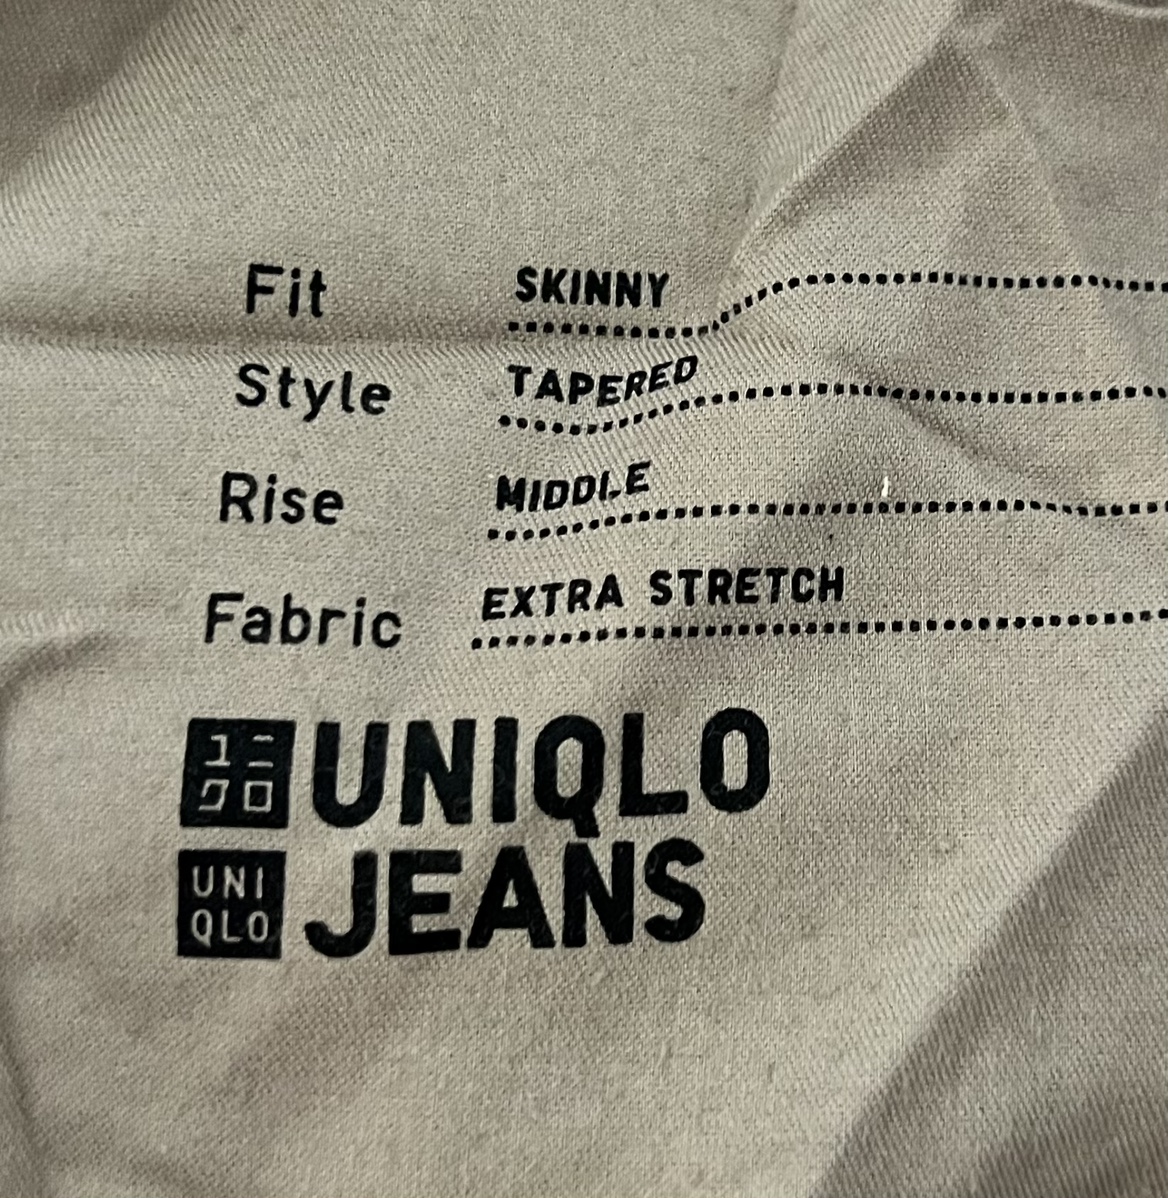 Fit SKINNY
Style TAPERED
Rise MIDDLE
Fabric EXTRA STRETCH
ユニ
クロ
UNIQLO
UNI
QLO
JEANS